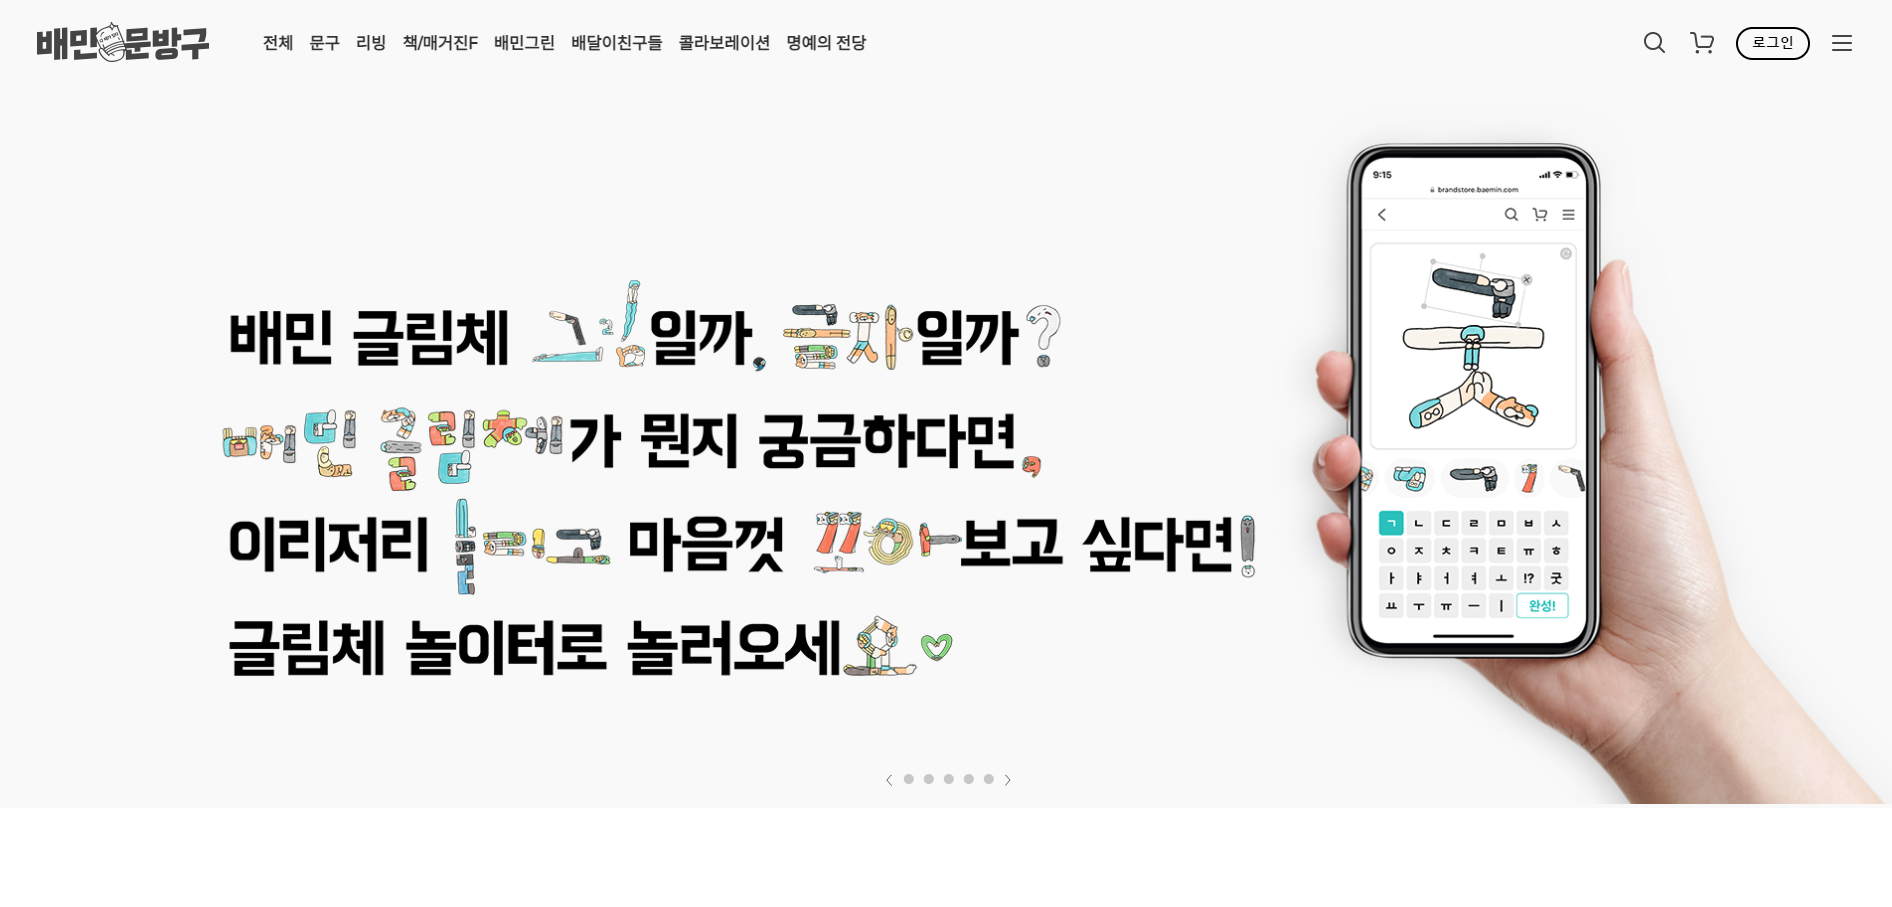 배민문방구
전체 문구 리빙 책/매거진F 배민그린 배달이친구들 콜라보레이션 명예의 전당
로그인
배민 글림체 그림일까, 글자일까?
배민 글림체가 뭔지 궁금하다면,
이리저리 놀리고 마음껏 꼬아보고 싶다면!
글림체 놀이터로 놀러오세요
9:15
brandstore.baemin.com
ㄱ ㄴ ㄷ ㄹ ㅁ ㅂ ㅅ
ㅇ ㅈ ㅊ ㅋ ㅌ ㅠ ㅎ
ㅏ ㅑ ㅓ ㅕ ㅗ !? 굿
ㅛ ㅜ ㅠ ㅡ ㅣ 완성!